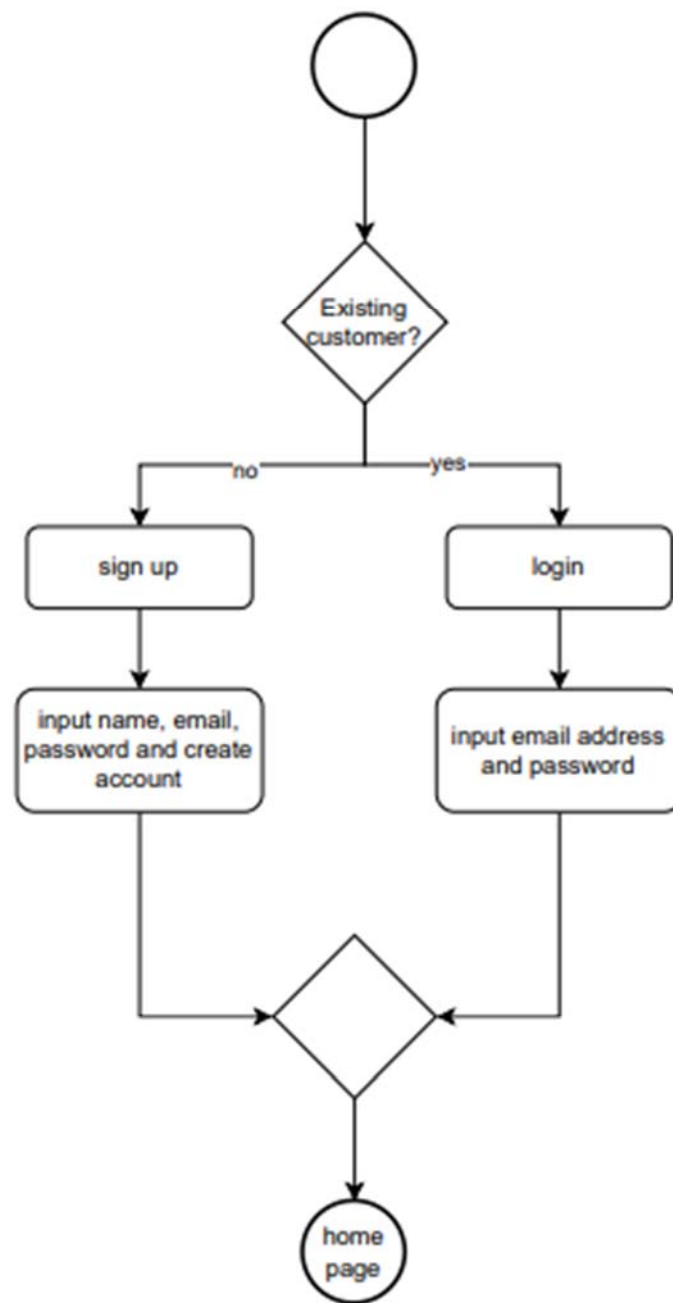 Existing
customer?
no
yes
sign up
login
input name, email,
password and create
account
input email address
and password
home
page